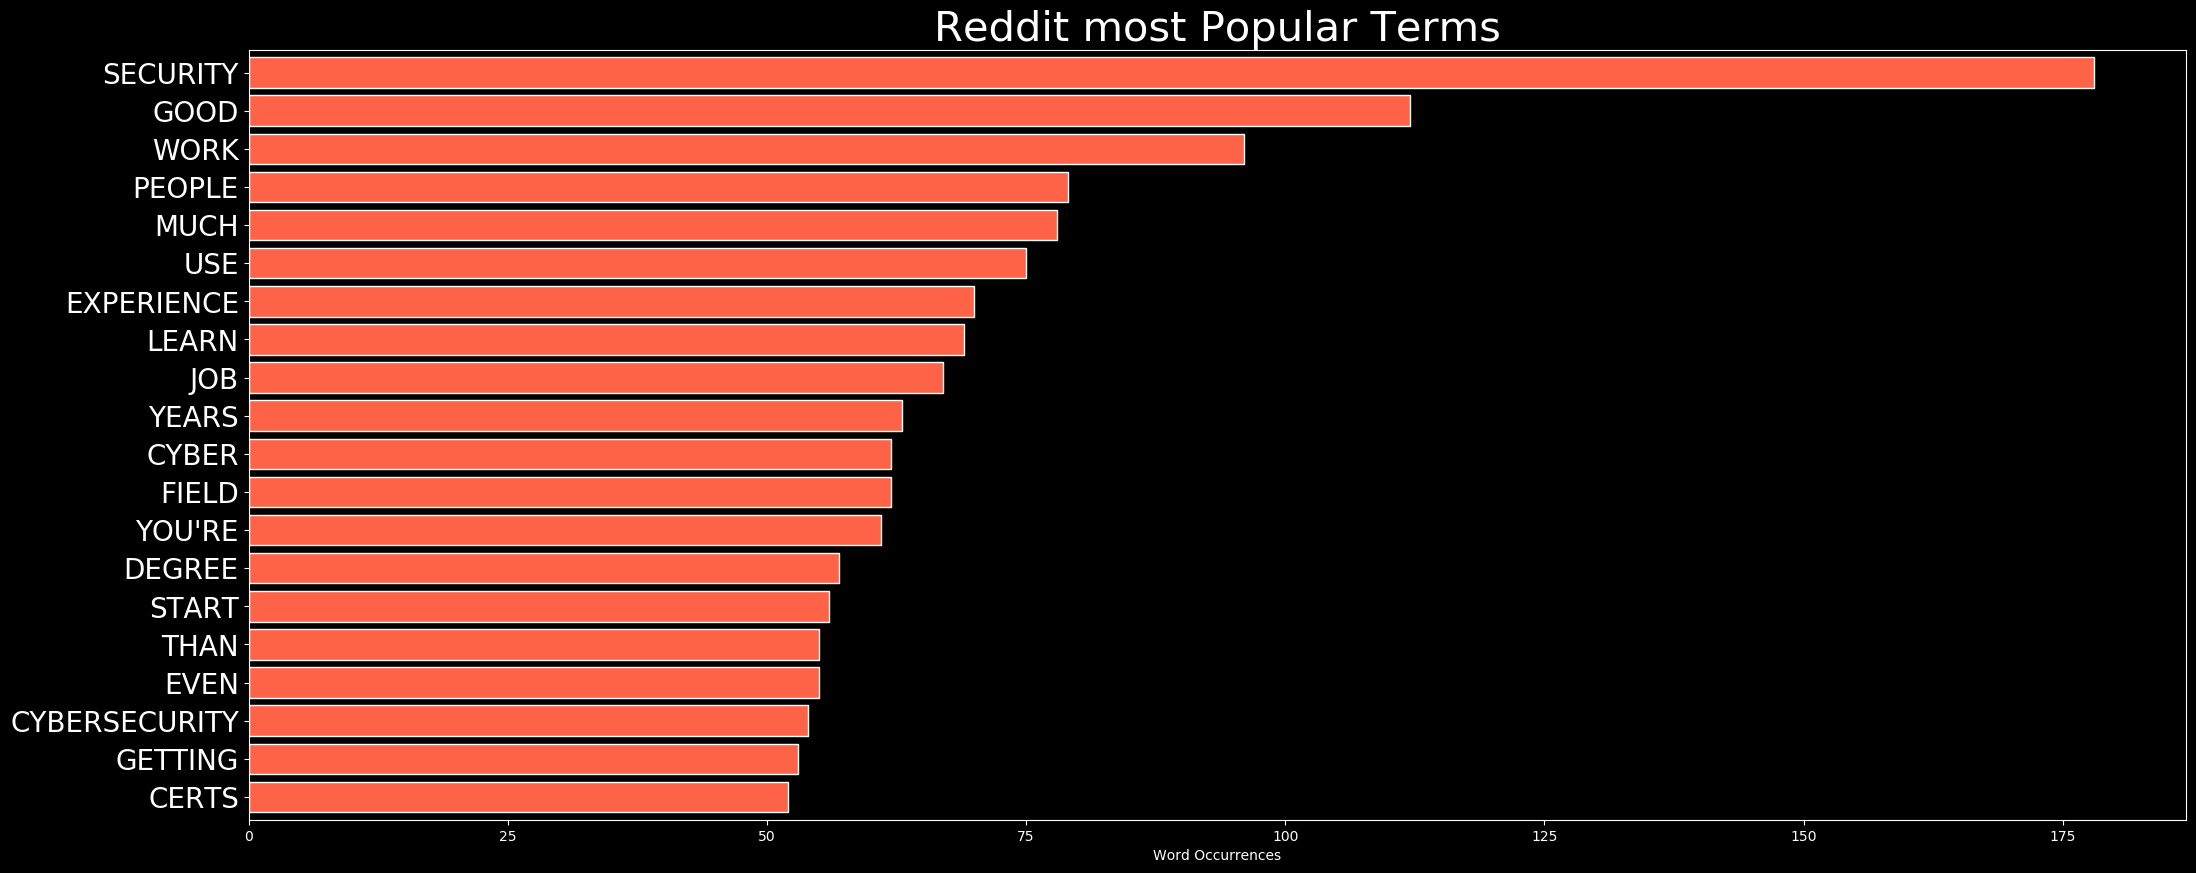 Reddit most Popular Terms
SECURITY
GOOD
WORK
PEOPLE
MUCH
USE
EXPERIENCE
LEARN
JOB
YEARS
CYBER
FIELD
YOU'RE
DEGREE
START
THAN
EVEN
CYBERSECURITY
GETTING
CERTS
0 25 50 75 100 125 150 175
Word Occurrences